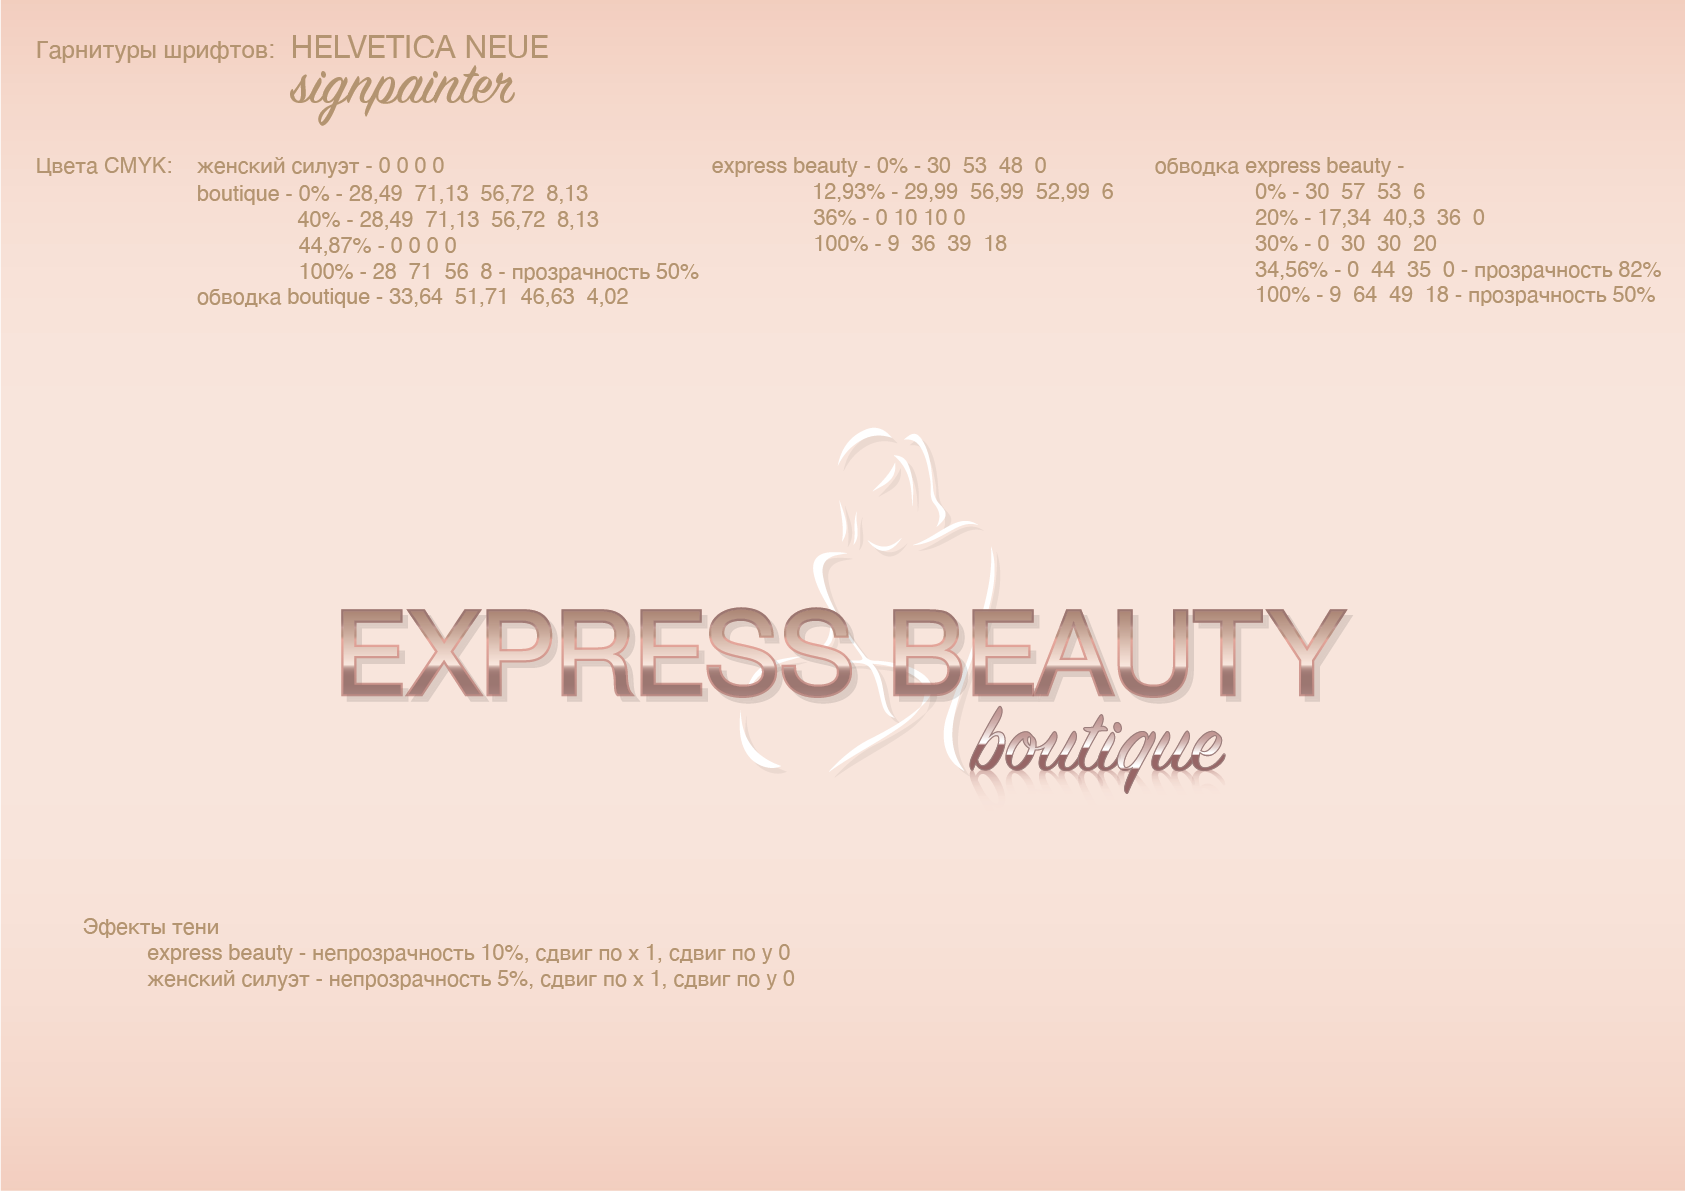 Гарнитуры шрифтов: HELVETICA NEUE
signpainter
Цвета CMYK: женский силуэт - 0 0 0 0
boutique - 0% - 28,49 71,13 56,72 8,13
40% - 28,49 71,13 56,72 8,13
44,87% - 0 0 0 0
100% - 28 71 56 8 - прозрачность 50%
обводка boutique - 33,64 51,71 46,63 4,02
express beauty - 0% - 30 53 48 0
12,93% - 29,99 56,99 52,99 6
36% - 0 10 10 0
100% - 9 36 39 18
обводка express beauty -
0% - 30 57 53 6
20% - 17,34 40,3 36 0
30% - 0 30 30 20
34,56% - 0 44 35 0 - прозрачность 82%
100% - 9 64 49 18 - прозрачность 50%
EXPRESS BEAUTY
boutique
Эфекты тени
express beauty - непрозрачность 10%, сдвиг по x 1, сдвиг по y 0
женский силуэт - непрозрачность 5%, сдвиг по x 1, сдвиг по y 0